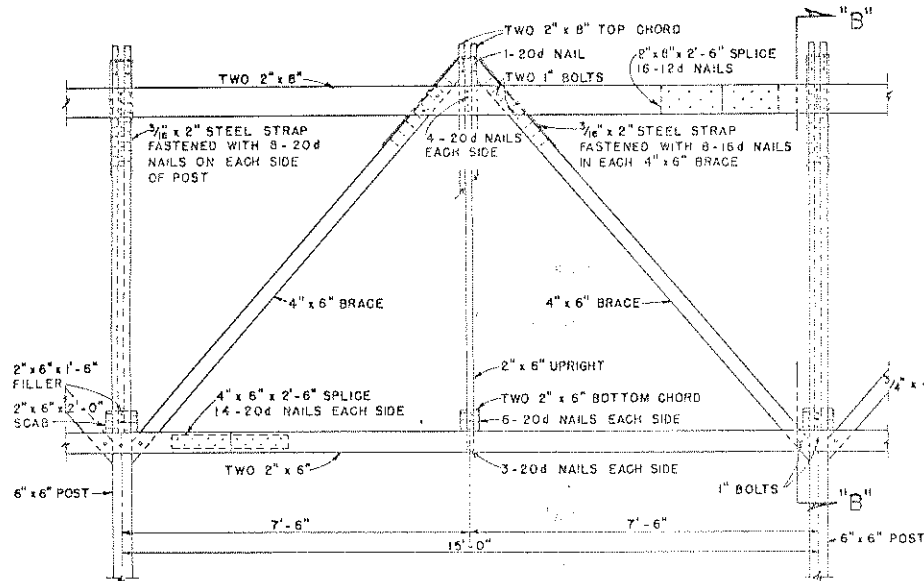 "B"
TWO 2" x 8" TOP CHORD
1-20d NAIL
2" x 8" x 2'-6" SPLICE
16-12d NAILS
TWO 1" BOLTS
TWO 2" x 8"
3/16" x 2" STEEL STRAP
FASTENED WITH 8-20d
NAILS ON EACH SIDE
OF POST
4-20d NAILS
EACH SIDE
3/16" x 2" STEEL STRAP
FASTENED WITH 8-16d NAILS
IN EACH 4" x 6" BRACE
4" x 6" BRACE
4" x 6" BRACE
2" x 6" x 1'-6"
FILLER
2" x 6" x 2'-0"
SCAB
4" x 6" x 2'-6" SPLICE
14-20d NAILS EACH SIDE
2" x 6" UPRIGHT
TWO 2" x 6" BOTTOM CHORD
6-20d NAILS EACH SIDE
TWO 2" x 6"
3-20d NAILS EACH SIDE
6" x 6" POST
1" BOLTS
"B"
7'-6"
7'-6"
15'-0"
6" x 6" POST